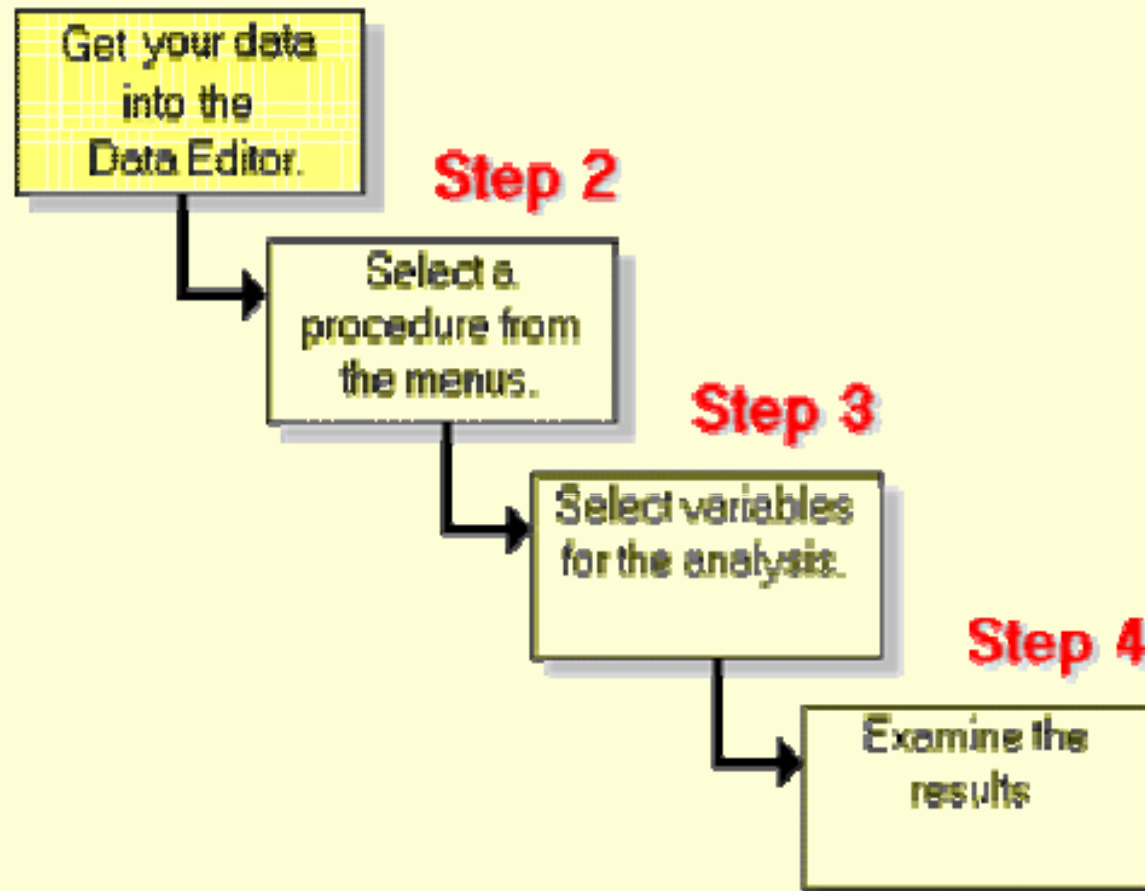 Get your data
into the
Data Editor.
Step 2
Select a
procedure from
the menus.
Step 3
Select variables
for the analysis.
Step 4
Examine the
results